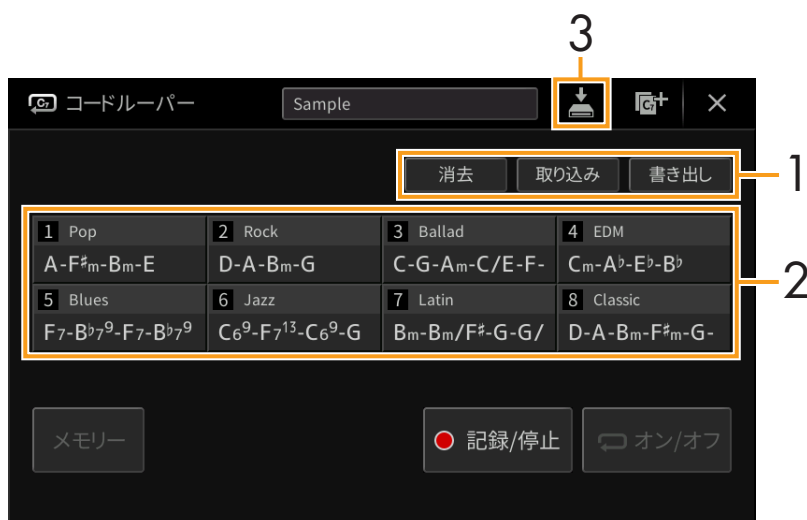 3
C7 コードルーパー Sample C7+ ×
消去 取り込み 書き出し 1
1 Pop 2 Rock 3 Ballad 4 EDM
A-F♯m-Bm-E D-A-Bm-G C-G-Am-C/E-F- Cm-A♭-E♭-B♭
2
5 Blues 6 Jazz 7 Latin 8 Classic
F7-B♭7⁹-F7-B♭7⁹ C6⁹-F7¹³-C6⁹-G Bm-Bm/F♯-G-G/ D-A-Bm-F♯m-G-
メモリー 記録/停止 オン/オフ